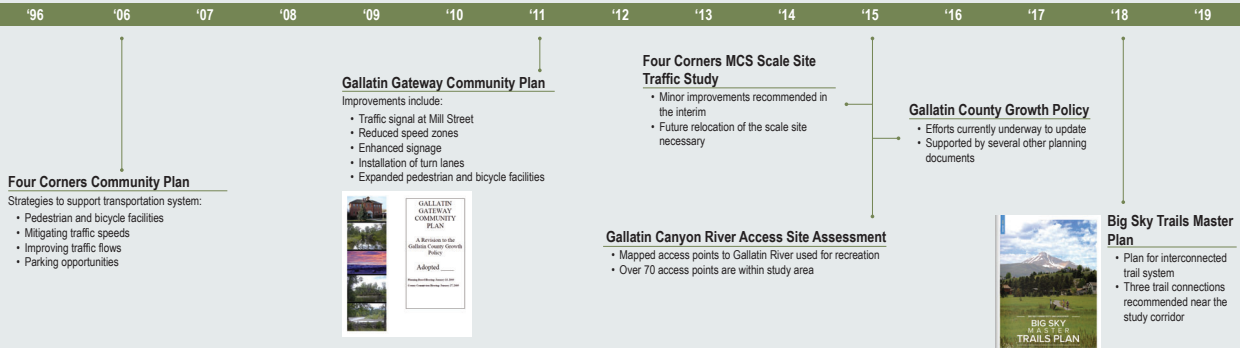 ‘96 ‘06 ‘07 ‘08 ‘09 ‘10 ‘11 ‘12 ‘13 ‘14 ‘15 ‘16 ‘17 ‘18 ‘19
Four Corners Community Plan
Strategies to support transportation system:
• Pedestrian and bicycle facilities
• Mitigating traffic speeds
• Improving traffic flows
• Parking opportunities
Gallatin Gateway Community Plan
Improvements include:
• Traffic signal at Mill Street
• Reduced speed zones
• Enhanced signage
• Installation of turn lanes
• Expanded pedestrian and bicycle facilities
GALLATIN
GATEWAY
COMMUNITY
PLAN
A Revision to the
Gallatin County Growth
Policy
Adopted ____
Four Corners MCS Scale Site
Traffic Study
• Minor improvements recommended in
the interim
• Future relocation of the scale site
necessary
Gallatin County Growth Policy
• Efforts currently underway to update
• Supported by several other planning
documents
Gallatin Canyon River Access Site Assessment
• Mapped access points to Gallatin River used for recreation
• Over 70 access points are within study area
Big Sky Trails Master
Plan
• Plan for interconnected
trail system
• Three trail connections
recommended near the
study corridor
BIG SKY
MASTER
TRAILS PLAN